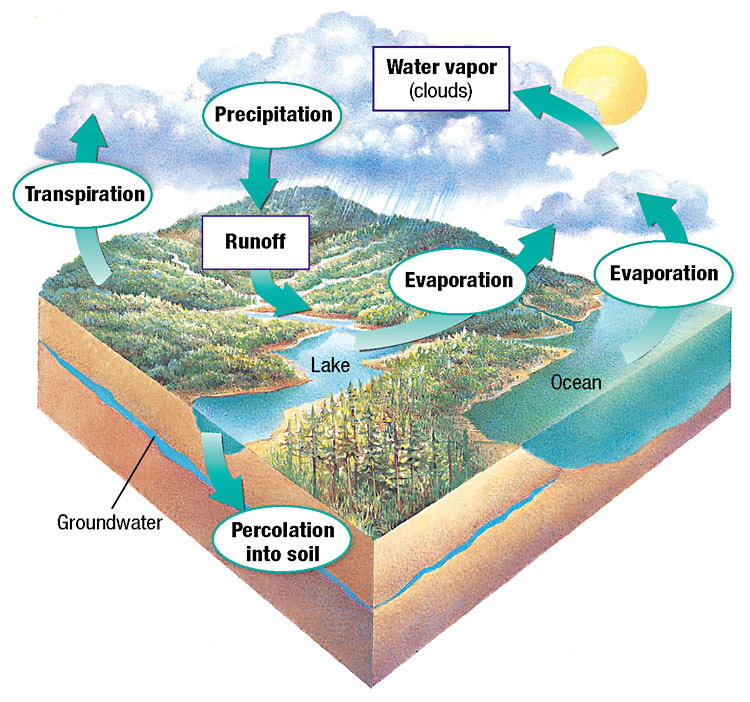 Water vapor
(clouds)
Precipitation
Transpiration
Runoff
Evaporation
Evaporation
Lake
Ocean
Groundwater
Percolation
into soil